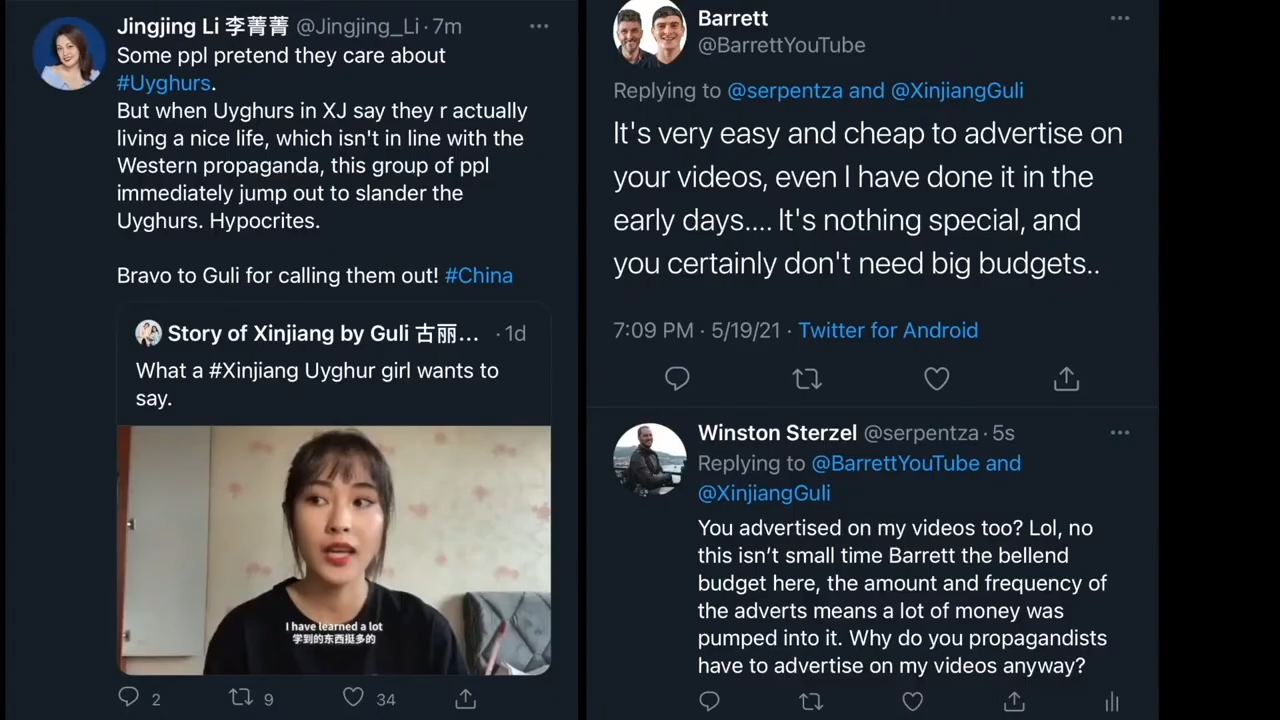 Jingjing Li 李菁菁 @Jingjing_Li · 7m
Some ppl pretend they care about
#Uyghurs.
But when Uyghurs in XJ say they r actually
living a nice life, which isn't in line with the
Western propaganda, this group of ppl
immediately jump out to slander the
Uyghurs. Hypocrites.
Bravo to Guli for calling them out! #China
Story of Xinjiang by Guli 古丽... · 1d
What a #Xinjiang Uyghur girl wants to
say.
I have learned a lot
学到的东西挺多的
2 9 34
Barrett
@BarrettYouTube
Replying to @serpentza and @XinjiangGuli
It's very easy and cheap to advertise on
your videos, even I have done it in the
early days.... It's nothing special, and
you certainly don't need big budgets..
7:09 PM · 5/19/21 · Twitter for Android
Winston Sterzel @serpentza · 5s
Replying to @BarrettYouTube and
@XinjiangGuli
You advertised on my videos too? Lol, no
this isn’t small time Barrett the bellend
budget here, the amount and frequency of
the adverts means a lot of money was
pumped into it. Why do you propagandists
have to advertise on my videos anyway?